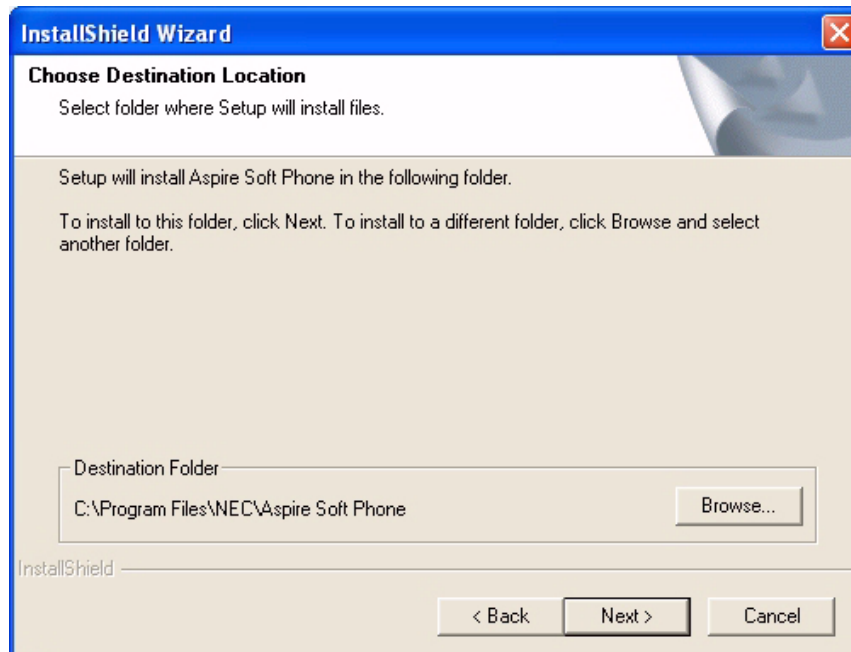 InstallShield Wizard
Choose Destination Location
Select folder where Setup will install files.
Setup will install Aspire Soft Phone in the following folder.
To install to this folder, click Next. To install to a different folder, click Browse and select
another folder.
Destination Folder
C:\Program Files\NEC\Aspire Soft Phone
Browse...
InstallShield
< Back
Next >
Cancel